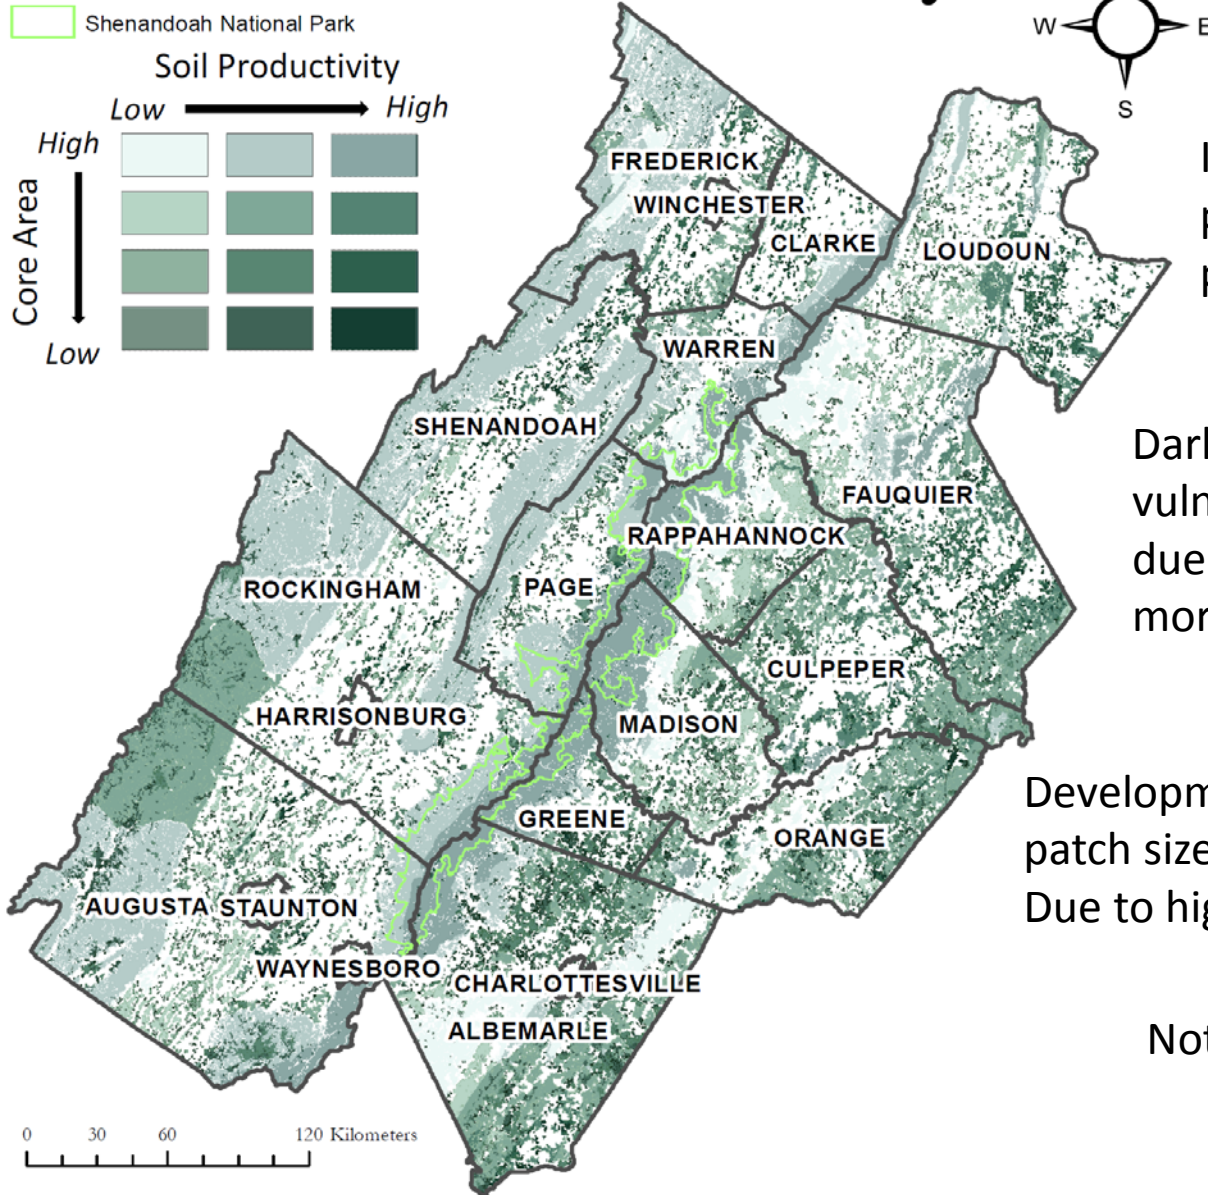 Shenandoah National Park
Soil Productivity
Low
High
High
Core Area
Low
W
E
S
FREDERICK
WINCHESTER
CLARKE
LOUDOUN
WARREN
SHENANDOAH
FAUQUIER
RAPPAHANNOCK
ROCKINGHAM
PAGE
CULPEPER
HARRISONBURG
MADISON
GREENE
ORANGE
AUGUSTA
STAUNTON
WAYNESBORO
CHARLOTTESVILLE
ALBEMARLE
0 30 60 120 Kilometers
Dar
vuln
due
mor
Developm
patch size
Due to hig
Not